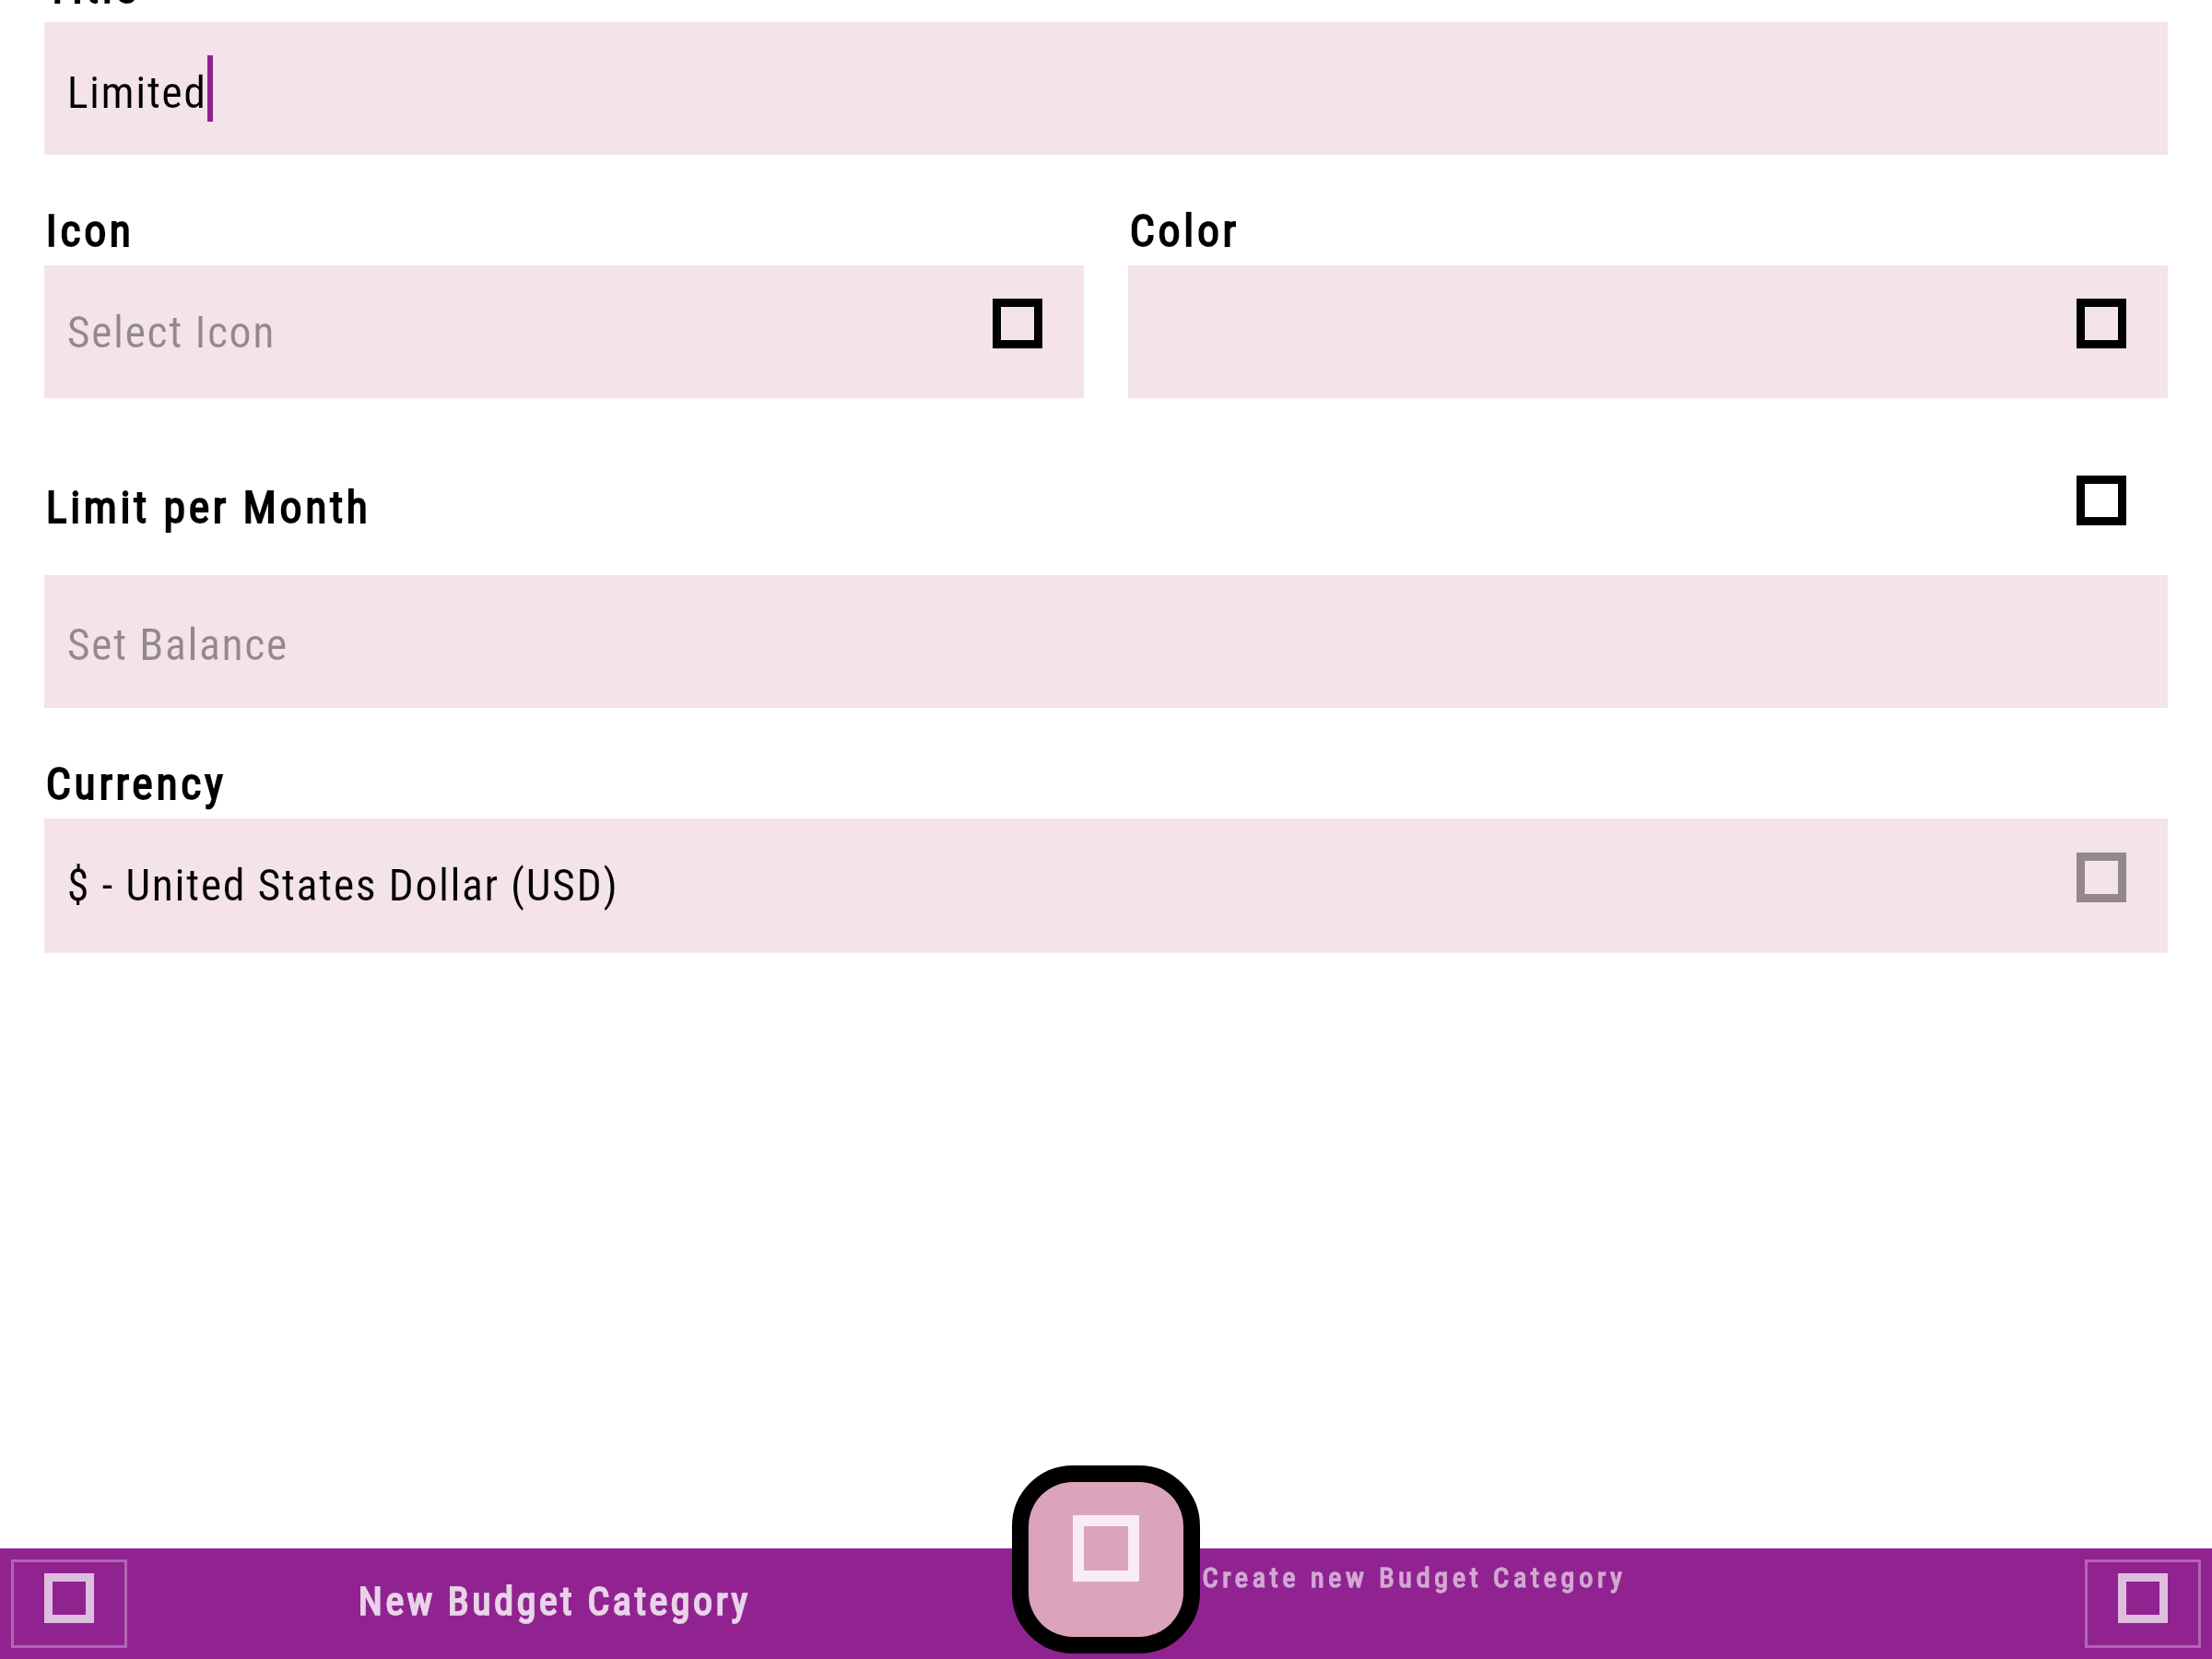 Limited
Icon
Color
Select Icon
Limit per Month
Set Balance
Currency
$ - United States Dollar (USD)
New Budget Category
Create new Budget Category